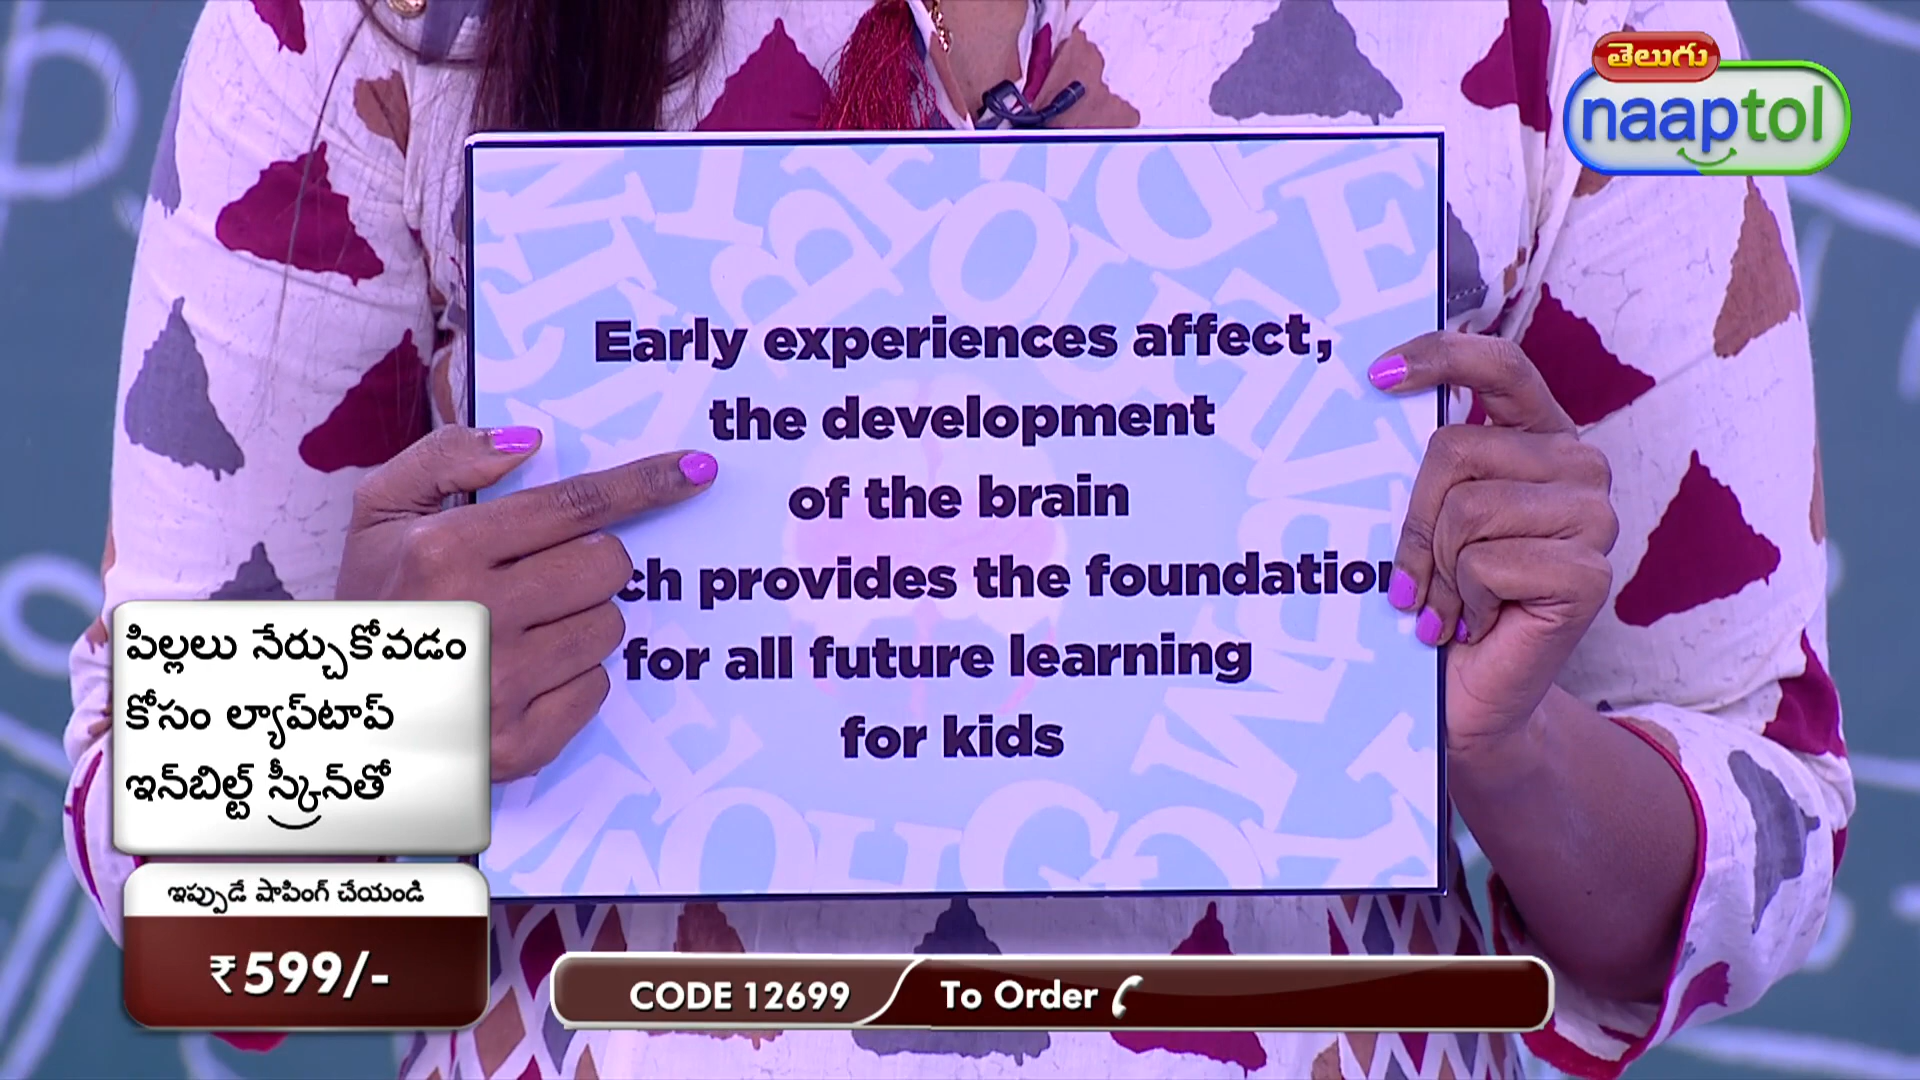 తెలుగు
naaptol
Early experiences affect,
the development
of the brain
provides the foundation
for all future learning
for kids
పిల్లలు నేర్చుకోవడం
కోసం ల్యాప్‌టాప్
ఇన్‌బిల్ట్ స్క్రీన్‌తో
ఇప్పుడే షాపింగ్ చేయండి
₹599/-
CODE 12699
To Order